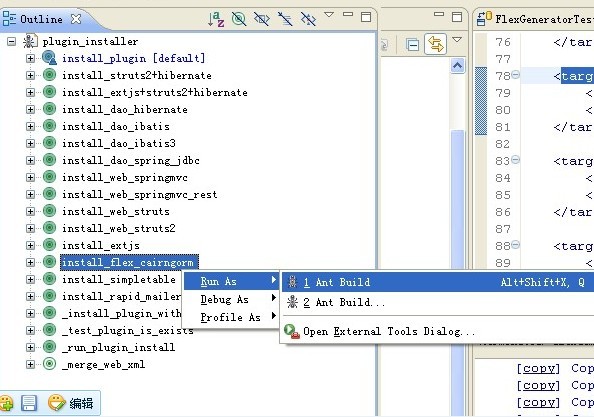 Outline
plugin_installer
install_plugin [default]
install_struts2+hibernate
install_extjs+struts2+hibernate
install_dao_hibernate
install_dao_ibatis
install_dao_ibatis3
install_dao_spring_jdbc
install_web_springmvc
install_web_springmvc_rest
install_web_struts
install_web_struts2
install_extjs
install_flex_cairngorm
install_simpletable
install_rapid_mailer
_install_plugin_with
_test_plugin_is_exists
_run_plugin_install
_merge_web_xml
编辑
Run As
Debug As
Profile As
1 Ant Build Alt+Shift+X, Q
2 Ant Build...
Open External Tools Dialog...
FlexGeneratorTest
76 </tar
77
78 <targ
79 <
80 <
81 </tar
82
83 <targ
84 <
85 <
86 </tar
87
88 <targ
89 <
[copy] Cop
[copy] Cop
[copy] Cop